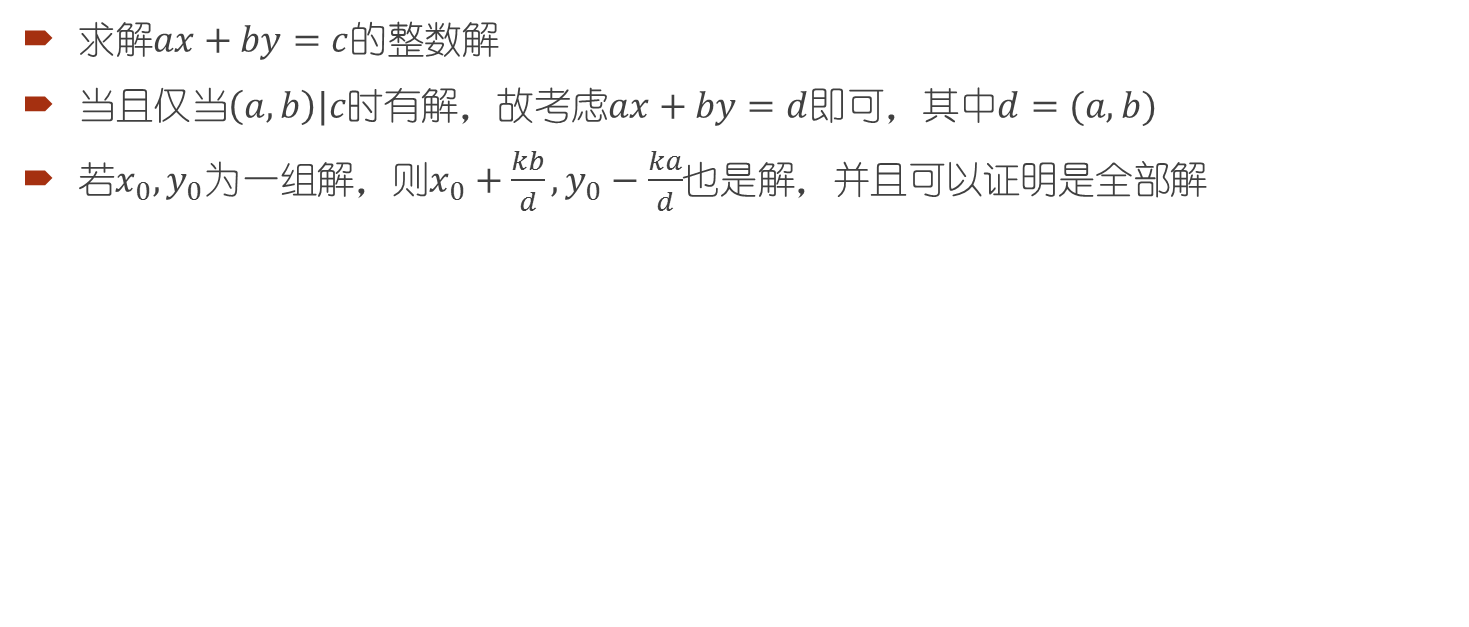 求解ax + by = c的整数解
当且仅当(a, b)|c时有解，故考虑ax + by = d即可，其中d = (a, b)
若x₀, y₀为一组解，则x₀ + kb/d, y₀ − ka/d也是解，并且可以证明是全部解